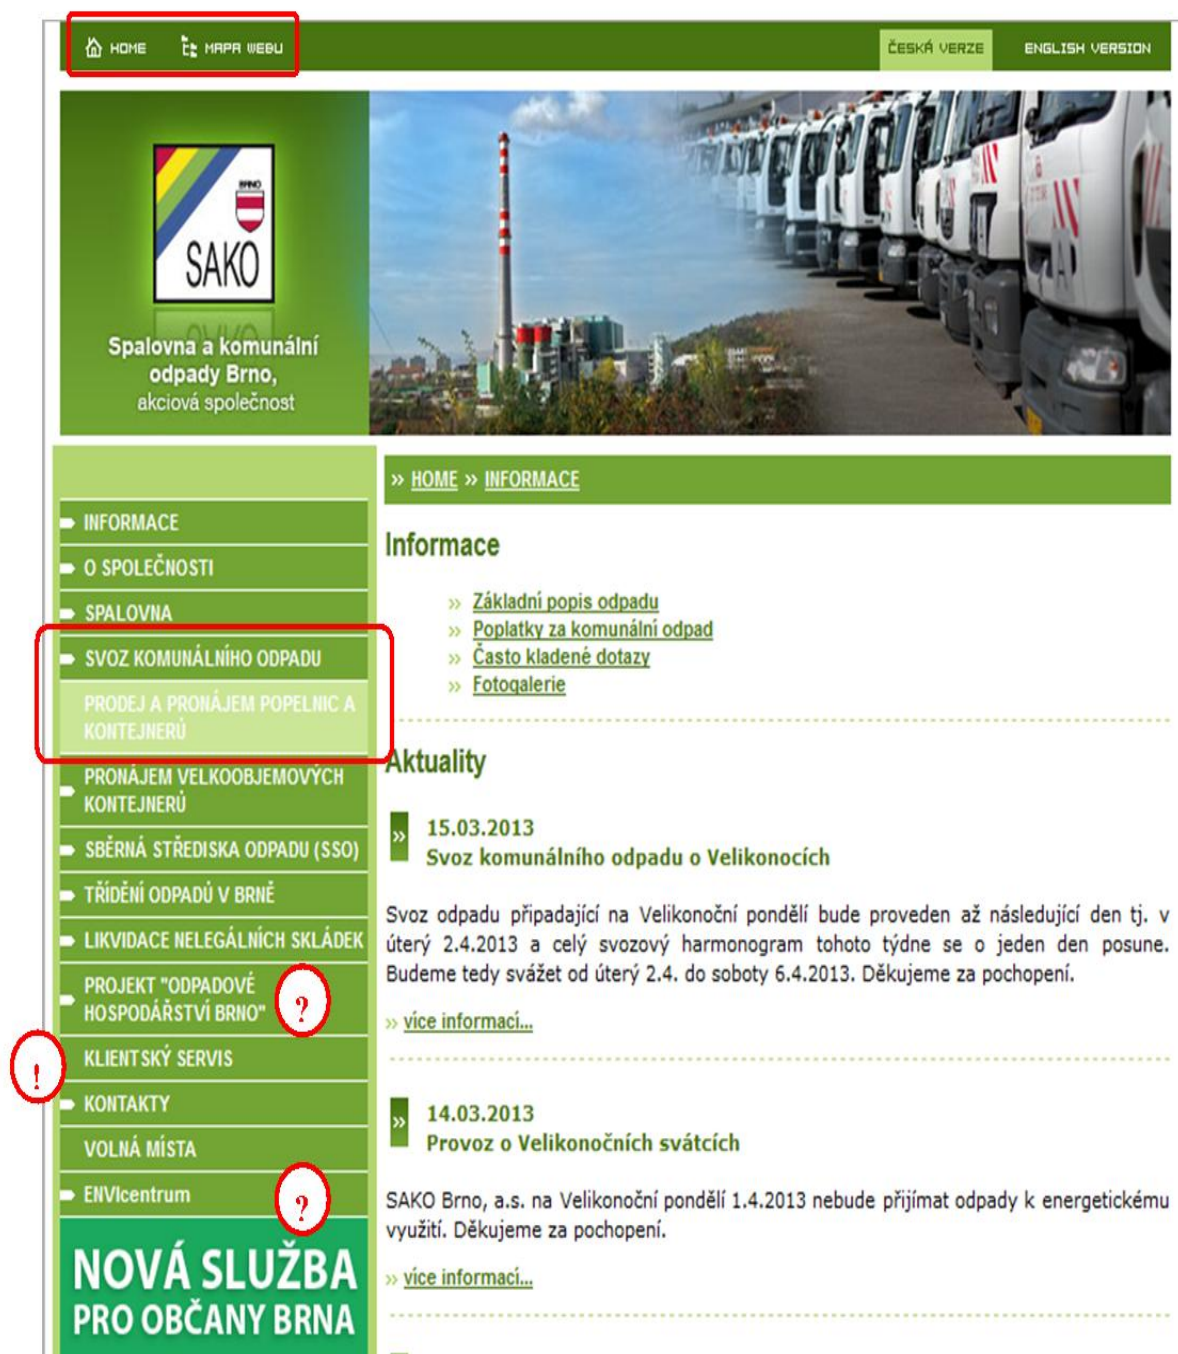 HOME MAPA WEBU ČESKÁ VERZE ENGLISH VERSION
BRNO
SAKO
Spalovna a komunální
odpady Brno,
akciová společnost
» HOME » INFORMACE
INFORMACE
O SPOLEČNOSTI
SPALOVNA
SVOZ KOMUNÁLNÍHO ODPADU
PRODEJ A PRONÁJEM POPELNIC A
KONTEJNERŮ
PRONÁJEM VELKOOBJEMOVÝCH
KONTEJNERŮ
SBĚRNÁ STŘEDISKA ODPADU (SSO)
TŘÍDĚNÍ ODPADŮ V BRNĚ
LIKVIDACE NELEGÁLNÍCH SKLÁDEK
PROJEKT "ODPADOVÉ
HOSPODÁŘSTVÍ BRNO"
?
KLIENTSKÝ SERVIS
!
KONTAKTY
VOLNÁ MÍSTA
ENVIcentrum
?
NOVÁ SLUŽBA
PRO OBČANY BRNA
Informace
» Základní popis odpadu
» Poplatky za komunální odpad
» Často kladené dotazy
» Fotogalerie
Aktuality
» 15.03.2013
Svoz komunálního odpadu o Velikonocích
Svoz odpadu připadající na Velikonoční pondělí bude proveden až následující den tj. v
úterý 2.4.2013 a celý svozový harmonogram tohoto týdne se o jeden den posune.
Budeme tedy svážet od úterý 2.4. do soboty 6.4.2013. Děkujeme za pochopení.
» více informací...
» 14.03.2013
Provoz o Velikonočních svátcích
SAKO Brno, a.s. na Velikonoční pondělí 1.4.2013 nebude přijímat odpady k energetickému
využití. Děkujeme za pochopení.
» více informací...